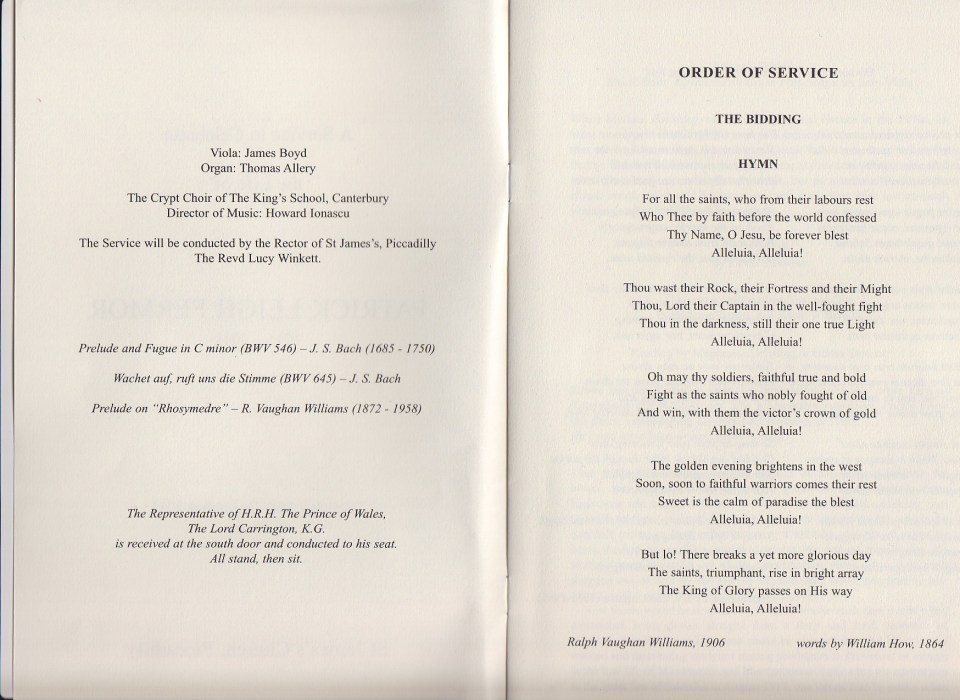 Viola: James Boyd
Organ: Thomas Allery
The Crypt Choir of The King's School, Canterbury
Director of Music: Howard Ionascu
The Service will be conducted by the Rector of St James's, Piccadilly
The Revd Lucy Winkett.
Prelude and Fugue in C minor (BWV 546) – J. S. Bach (1685 - 1750)
Wachet auf, ruft uns die Stimme (BWV 645) – J. S. Bach
Prelude on "Rhosymedre" – R. Vaughan Williams (1872 - 1958)
The Representative of H.R.H. The Prince of Wales,
The Lord Carrington, K.G.
is received at the south door and conducted to his seat.
All stand, then sit.
ORDER OF SERVICE
THE BIDDING
HYMN
For all the saints, who from their labours rest
Who Thee by faith before the world confessed
Thy Name, O Jesu, be forever blest
Alleluia, Alleluia!
Thou wast their Rock, their Fortress and their Might
Thou, Lord their Captain in the well-fought fight
Thou in the darkness, still their one true Light
Alleluia, Alleluia!
Oh may thy soldiers, faithful true and bold
Fight as the saints who nobly fought of old
And win, with them the victor's crown of gold
Alleluia, Alleluia!
The golden evening brightens in the west
Soon, soon to faithful warriors comes their rest
Sweet is the calm of paradise the blest
Alleluia, Alleluia!
But lo! There breaks a yet more glorious day
The saints, triumphant, rise in bright array
The King of Glory passes on His way
Alleluia, Alleluia!
Ralph Vaughan Williams, 1906 words by William How, 1864